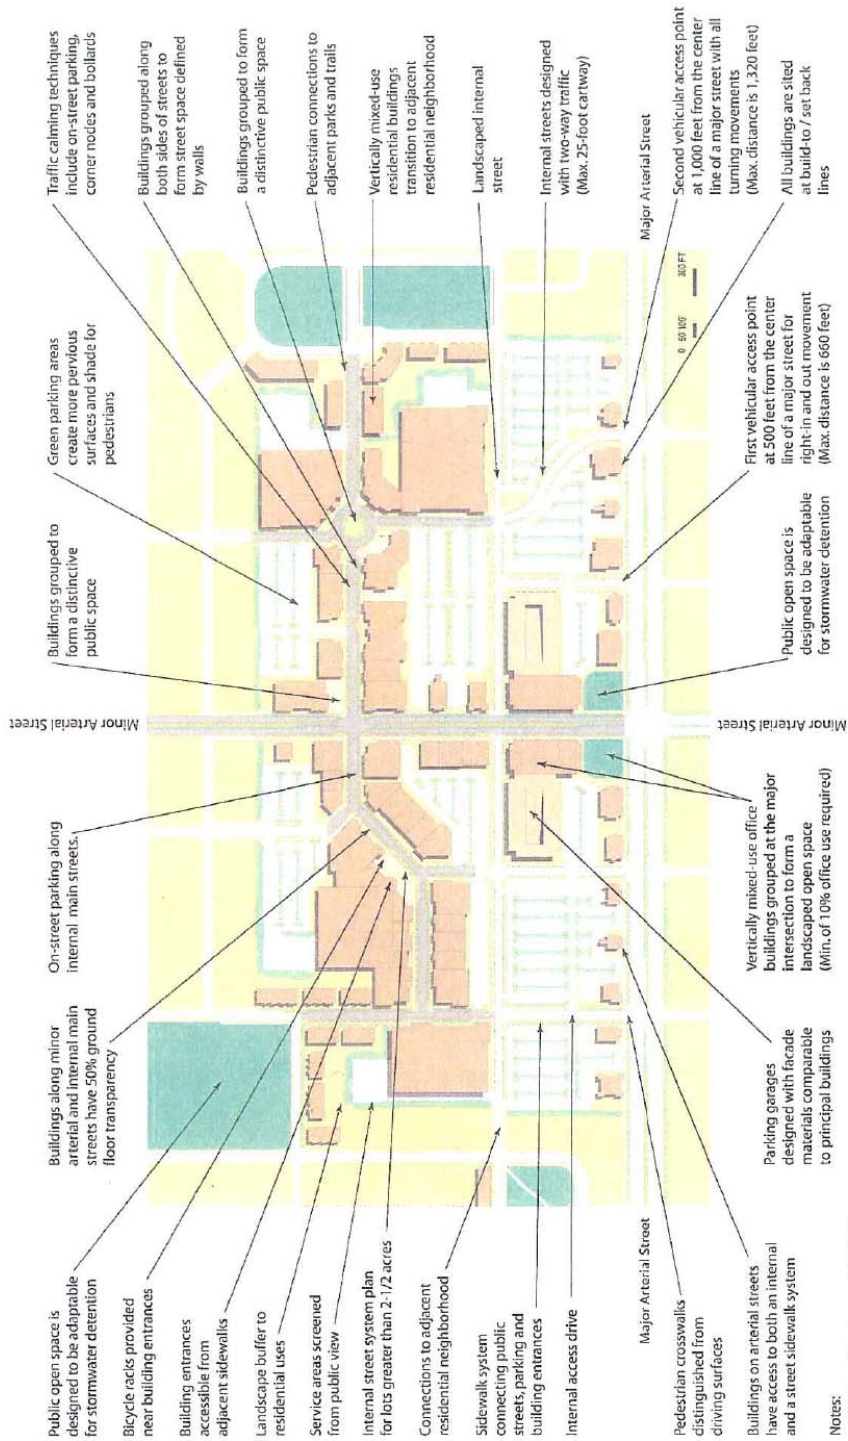 Public open space is
designed to be adaptable
for stormwater detention
Bicycle racks provided
near building entrances
Building entrances
accessible from
adjacent sidewalks
Landscape buffer to
residential uses
Service areas screened
from public view
Internal street system plan
for lots greater than 2-1/2 acres
Connections to adjacent
residential neighborhood
Sidewalk system
connecting public
streets, parking and
building entrances
Internal access drive
Major Arterial Street
Pedestrian crosswalks
distinguished from
driving surfaces
Buildings on arterial streets
have access to both an internal
and a street sidewalk system
Notes:
Buildings along minor
arterial and internal main
streets have 50% ground
floor transparency
On-street parking along
internal main streets.
Minor Arterial Street
Buildings grouped to
form a distinctive
public space
Green parking areas
create more pervious
surfaces and shade for
pedestrians
Traffic calming techniques
include on-street parking,
corner nodes and bollards
Buildings grouped along
both sides of streets to
form street space defined
by walls
Buildings grouped to form
a distinctive public space
Pedestrian connections to
adjacent parks and trails
Vertically mixed-use
residential buildings
transition to adjacent
residential neighborhood
Landscaped internal
street
Internal streets designed
with two-way traffic
(Max. 25-foot cartway)
Major Arterial Street
Second vehicular access point
at 1,000 feet from the center
line of a major street with all
turning movements
(Max. distance is 1,320 feet)
All buildings are sited
at build-to / set back
lines
0 50 100' 300 FT
First vehicular access point
at 500 feet from the center
line of a major street for
right-in and out movement
(Max. distance is 660 feet)
Public open space is
designed to be adaptable
for stormwater detention
Minor Arterial Street
Vertically mixed-use office
buildings grouped at the major
intersection to form a
landscaped open space
(Min. of 10% office use required)
Parking garages
designed with facade
materials comparable
to principal buildings